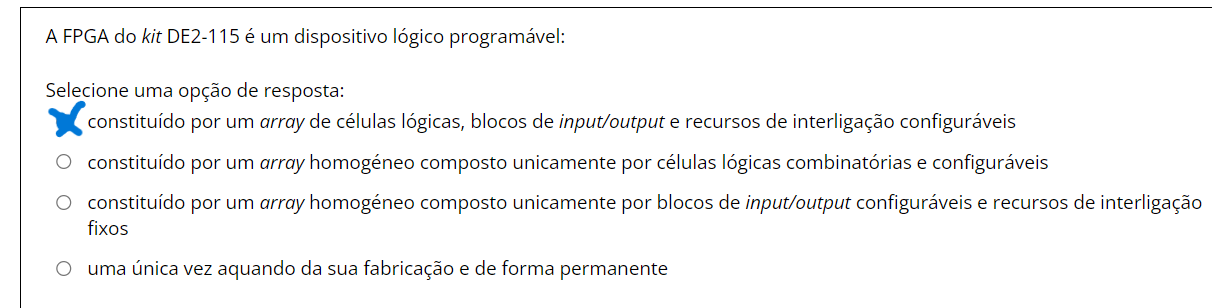 A FPGA do kit DE2-115 é um dispositivo lógico programável:
Selecione uma opção de resposta:
constituído por um array de células lógicas, blocos de input/output e recursos de interligação configuráveis
constituído por um array homogéneo composto unicamente por células lógicas combinatórias e configuráveis
constituído por um array homogéneo composto unicamente por blocos de input/output configuráveis e recursos de interligação
fixos
uma única vez aquando da sua fabricação e de forma permanente